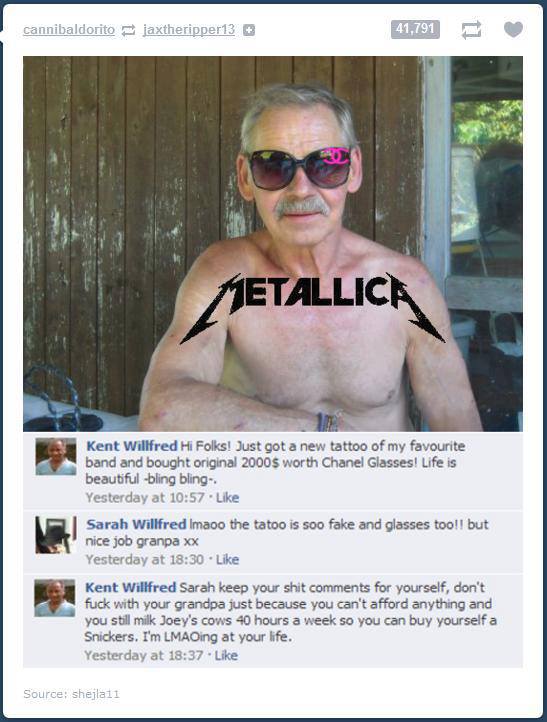 cannibaldorito jaxtheripper13 41,791
METALLICA
Kent Willfred Hi Folks! Just got a new tattoo of my favourite
band and bought original 2000$ worth Chanel Glasses! Life is
beautiful -bling bling-.
Yesterday at 10:57 · Like
Sarah Willfred lmaoo the tatoo is soo fake and glasses too!! but
nice job granpa xx
Yesterday at 18:30 · Like
Kent Willfred Sarah keep your shit comments for yourself, don't
fuck with your grandpa just because you can't afford anything and
you still milk Joey's cows 40 hours a week so you can buy yourself a
Snickers. I'm LMAOing at your life.
Yesterday at 18:37 · Like
Source: shejla11